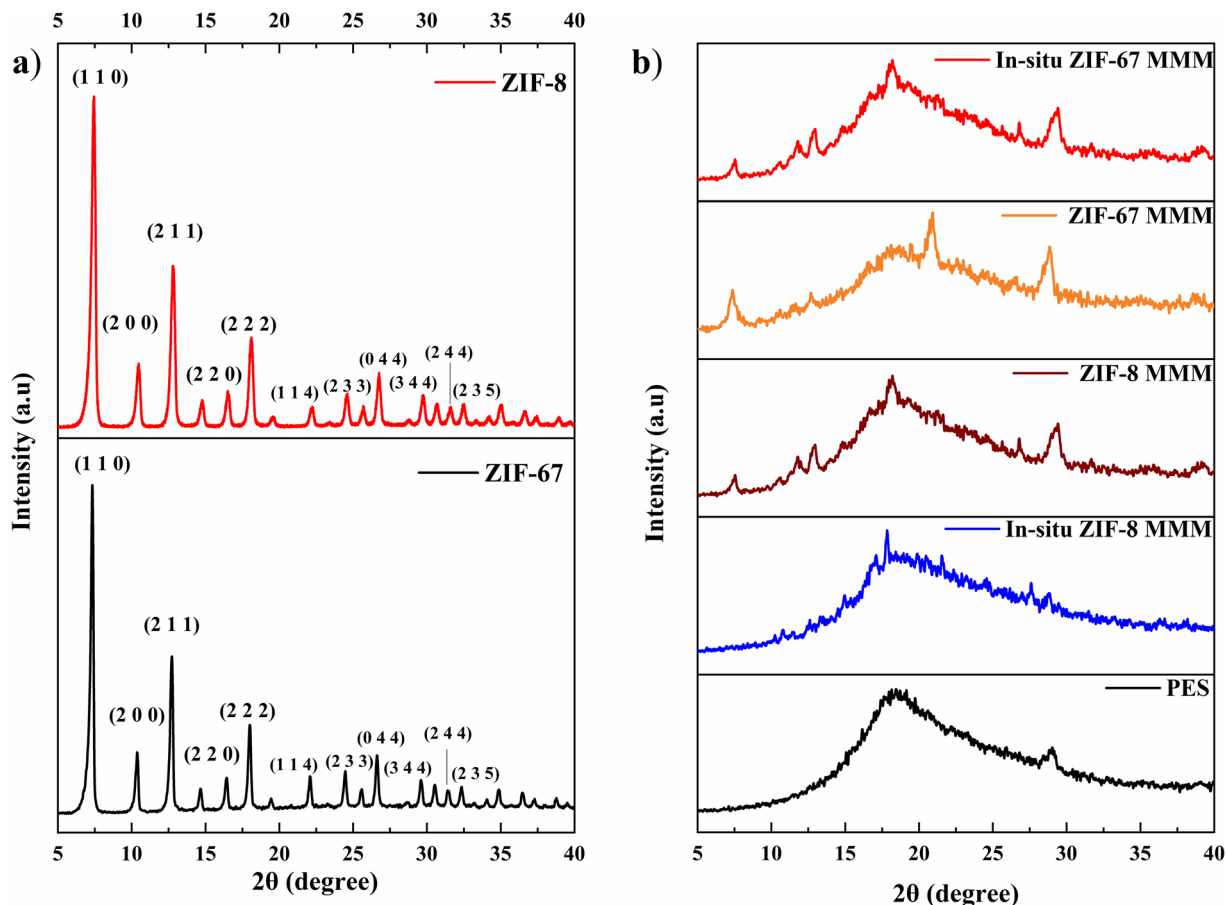 5 10 15 20 25 30 35 40
a)
(1 1 0)
ZIF-8
(2 1 1)
(2 0 0)
(2 2 0)
(2 2 2)
(1 1 4)
(2 3 3)
(0 4 4)
(3 4 4)
(2 4 4)
(2 3 5)
(1 1 0)
ZIF-67
(2 1 1)
(2 0 0)
(2 2 0)
(2 2 2)
(1 1 4)
(2 3 3)
(0 4 4)
(3 4 4)
(2 4 4)
(2 3 5)
Intensity (a.u)
5 10 15 20 25 30 35 40
2θ (degree)
b)
In-situ ZIF-67 MMM
ZIF-67 MMM
ZIF-8 MMM
In-situ ZIF-8 MMM
PES
Intensity (a.u)
5 10 15 20 25 30 35 40
2θ (degree)